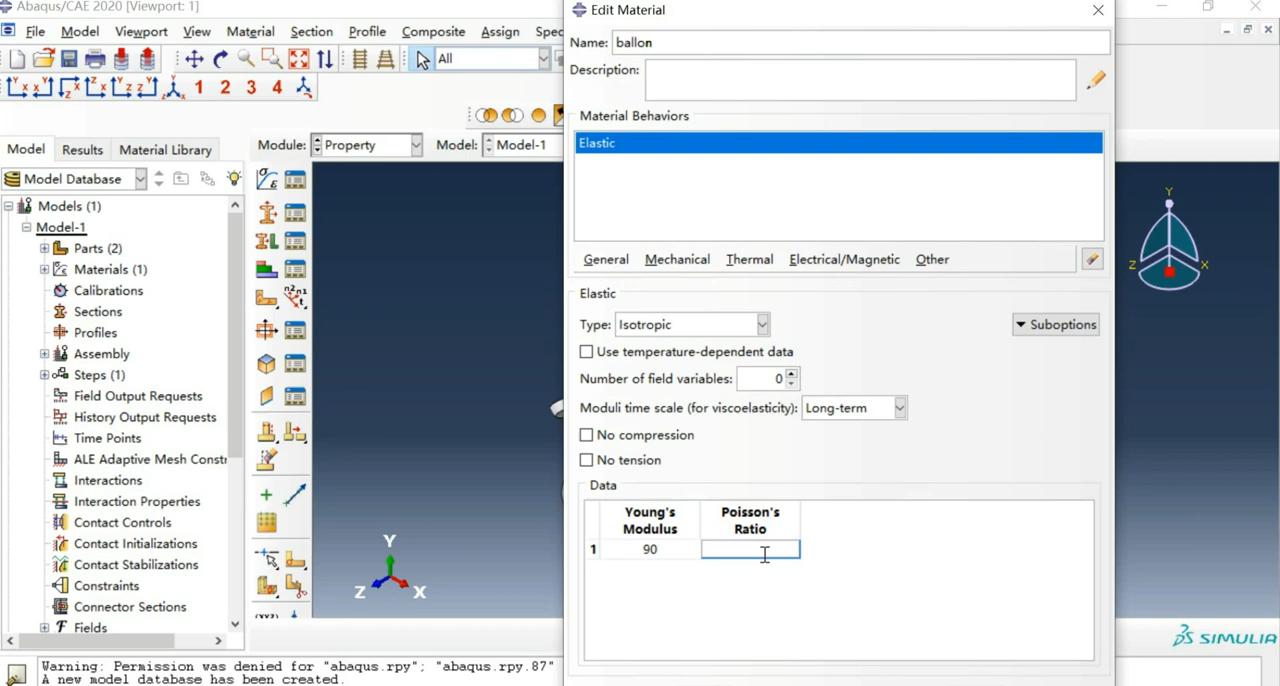 Abaqus/CAE 2020 [Viewport: 1]
File Model Viewport View Material Section Profile Composite Assign Spec
All
1 2 3 4
Model Results Material Library
Module: Property Model: Model-1
Model Database
Models (1)
Model-1
Parts (2)
Materials (1)
Calibrations
Sections
Profiles
Assembly
Steps (1)
Field Output Requests
History Output Requests
Time Points
ALE Adaptive Mesh Constr
Interactions
Interaction Properties
Contact Controls
Contact Initializations
Contact Stabilizations
Constraints
Connector Sections
Fields
Y
Z X
Edit Material
Name: ballon
Description:
Material Behaviors
Elastic
General Mechanical Thermal Electrical/Magnetic Other
Elastic
Type: Isotropic
Suboptions
Use temperature-dependent data
Number of field variables: 0
Moduli time scale (for viscoelasticity): Long-term
No compression
No tension
Data
Young's Modulus
Poisson's Ratio
1 90
Y
Z X
SIMULIA
Warning: Permission was denied for "abaqus.rpy"; "abaqus.rpy.87"
A new model database has been created.